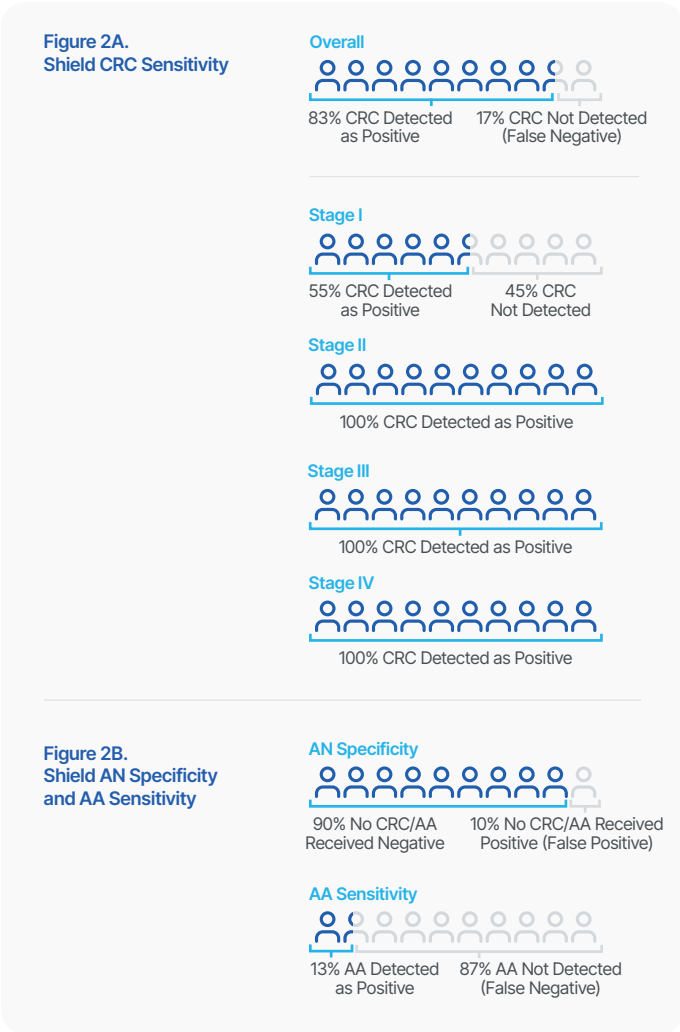 Figure 2A.
Shield CRC Sensitivity
Overall
83% CRC Detected
as Positive
17% CRC Not Detected
(False Negative)
Stage I
55% CRC Detected
as Positive
45% CRC
Not Detected
Stage II
100% CRC Detected as Positive
Stage III
100% CRC Detected as Positive
Stage IV
100% CRC Detected as Positive
Figure 2B.
Shield AN Specificity
and AA Sensitivity
AN Specificity
90% No CRC/AA
Received Negative
10% No CRC/AA Received
Positive (False Positive)
AA Sensitivity
13% AA Detected
as Positive
87% AA Not Detected
(False Negative)